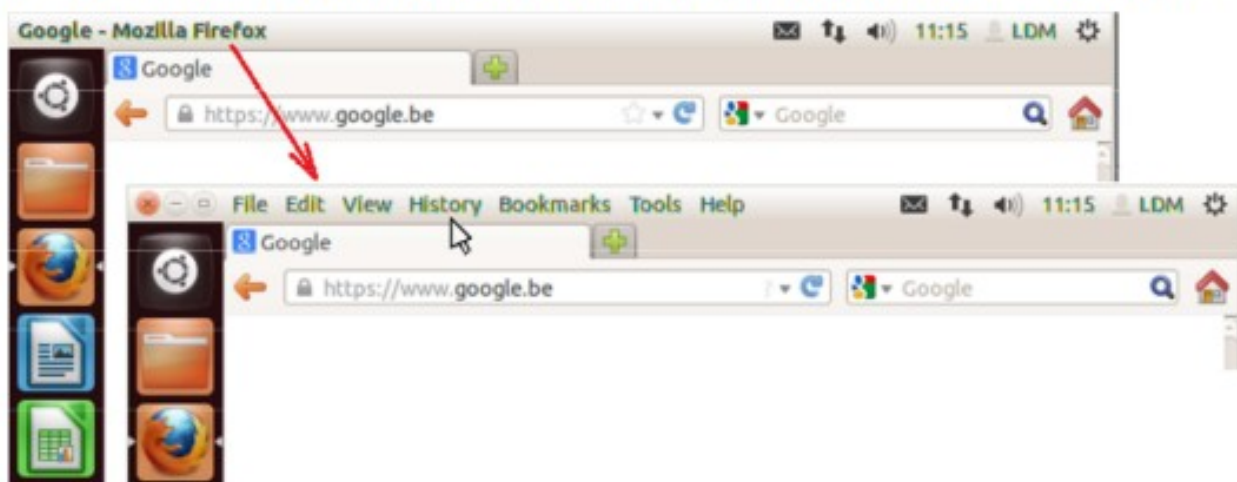 Google - Mozilla Firefox 11:15 LDM
Google
https://www.google.be Google
File Edit View History Bookmarks Tools Help 11:15 LDM
Google
https://www.google.be Google